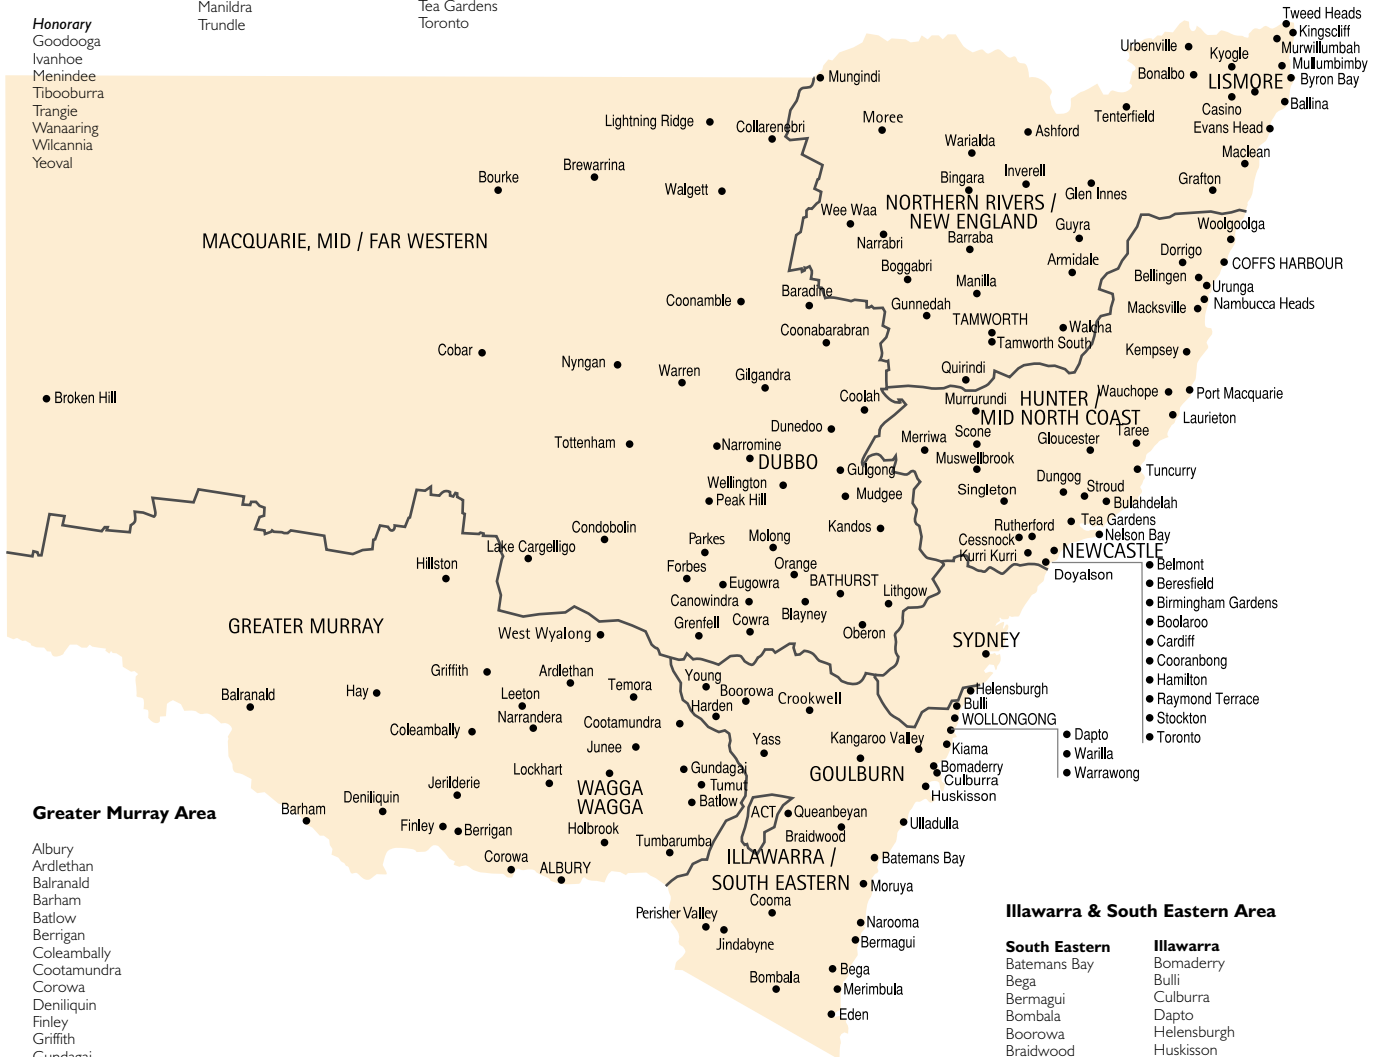 Manildra
Trundle
Tea Gardens
Toronto
Honorary
Goodooga
Ivanhoe
Menindee
Tibooburra
Trangie
Wanaaring
Wilcannia
Yeoval
Tweed Heads
Kingscliff
Murwillumbah
Mullumbimby
Byron Bay
Urbenville
Kyogle
Bonalbo
LISMORE
Casino
Ballina
Evans Head
Tenterfield
Maclean
Grafton
Mungindi
Moree
Ashford
Warialda
Bingara
Inverell
Glen Innes
NORTHERN RIVERS /
NEW ENGLAND
Wee Waa
Narrabri
Barraba
Guyra
Armidale
Boggabri
Manilla
Gunnedah
TAMWORTH
Tamworth South
Walcha
Quirindi
Lightning Ridge
Collarenebri
Brewarrina
Bourke
Walgett
MACQUARIE, MID / FAR WESTERN
Coonamble
Baradine
Coonabarabran
Cobar
Nyngan
Warren
Gilgandra
Broken Hill
Coolah
Dunedoo
Tottenham
Narromine
DUBBO
Gulgong
Wellington
Peak Hill
Mudgee
Kandos
Condobolin
Lake Cargelligo
Parkes
Molong
Forbes
Orange
Eugowra
BATHURST
Canowindra
Blayney
Lithgow
Grenfell
Cowra
Oberon
Woolgoolga
Dorrigo
COFFS HARBOUR
Bellingen
Urunga
Nambucca Heads
Macksville
Kempsey
Wauchope
Port Macquarie
Laurieton
HUNTER /
MID NORTH COAST
Murrurundi
Merriwa
Scone
Gloucester
Taree
Muswellbrook
Tuncurry
Singleton
Dungog
Stroud
Bulahdelah
Rutherford
Tea Gardens
Cessnock
Nelson Bay
Kurri Kurri
NEWCASTLE
Doyalson
Belmont
Beresfield
Birmingham Gardens
Boolaroo
Cardiff
Cooranbong
Hamilton
Raymond Terrace
Stockton
Toronto
SYDNEY
Hillston
GREATER MURRAY
West Wyalong
Griffith
Ardlethan
Temora
Balranald
Hay
Leeton
Narrandera
Coleambally
Cootamundra
Junee
Lockhart
WAGGA
WAGGA
Gundagai
Tumut
Batlow
Jerilderie
Deniliquin
Barham
Finley
Berrigan
Holbrook
Tumbarumba
Corowa
ALBURY
Young
Boorowa
Crookwell
Harden
Yass
Kangaroo Valley
GOULBURN
Helensburgh
Bulli
WOLLONGONG
Dapto
Warilla
Warrawong
Kiama
Bomaderry
Culburra
Huskisson
ACT
Queanbeyan
Braidwood
Ulladulla
ILLAWARRA /
SOUTH EASTERN
Batemans Bay
Moruya
Cooma
Perisher Valley
Jindabyne
Narooma
Bermagui
Bombala
Bega
Merimbula
Eden
Greater Murray Area
Albury
Ardlethan
Balranald
Barham
Batlow
Berrigan
Coleambally
Cootamundra
Corowa
Deniliquin
Finley
Griffith
Gundagai
Illawarra & South Eastern Area
South Eastern
Batemans Bay
Bega
Bermagui
Bombala
Boorowa
Braidwood
Illawarra
Bomaderry
Bulli
Culburra
Dapto
Helensburgh
Huskisson